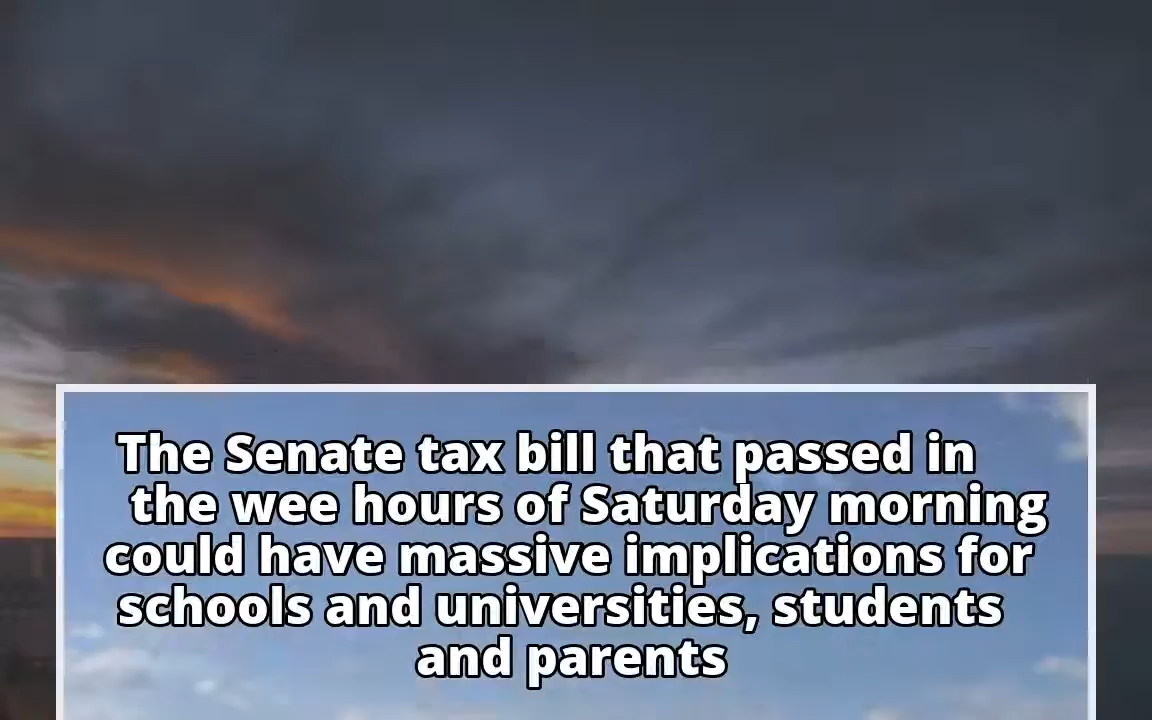 The Senate tax bill that passed in
the wee hours of Saturday morning
could have massive implications for
schools and universities, students
and parents